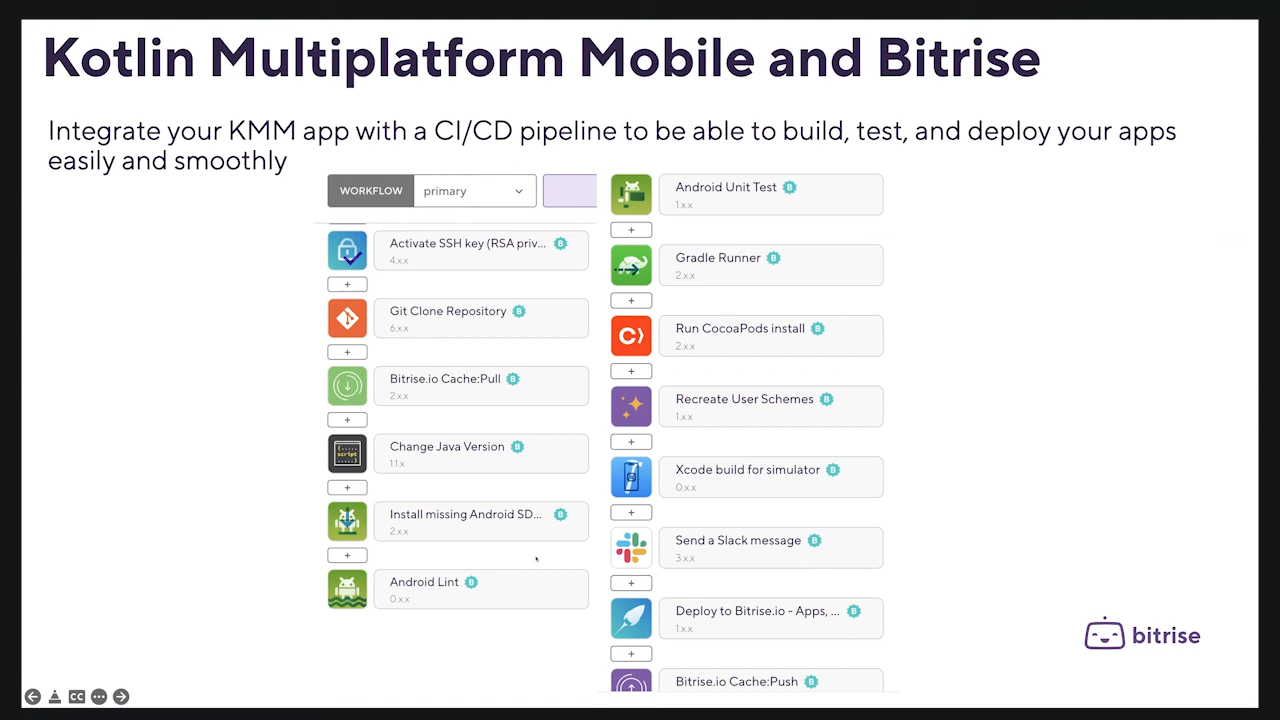 Kotlin Multiplatform Mobile and Bitrise
Integrate your KMM app with a CI/CD pipeline to be able to build, test, and deploy your apps
easily and smoothly
WORKFLOW primary
Activate SSH key (RSA priv... B
4.x.x
+
Git Clone Repository B
6.x.x
+
Bitrise.io Cache:Pull B
2.x.x
+
{....
script
....}
Change Java Version B
1.1.x
+
Install missing Android SD... B
2.x.x
+
Android Lint B
0.x.x
Android Unit Test B
1.x.x
+
Gradle Runner B
2.x.x
+
Run CocoaPods install B
2.x.x
+
Recreate User Schemes B
1.x.x
+
Xcode build for simulator B
0.x.x
+
Send a Slack message B
3.x.x
+
Deploy to Bitrise.io - Apps, ... B
1.x.x
+
Bitrise.io Cache:Push B
bitrise
CC